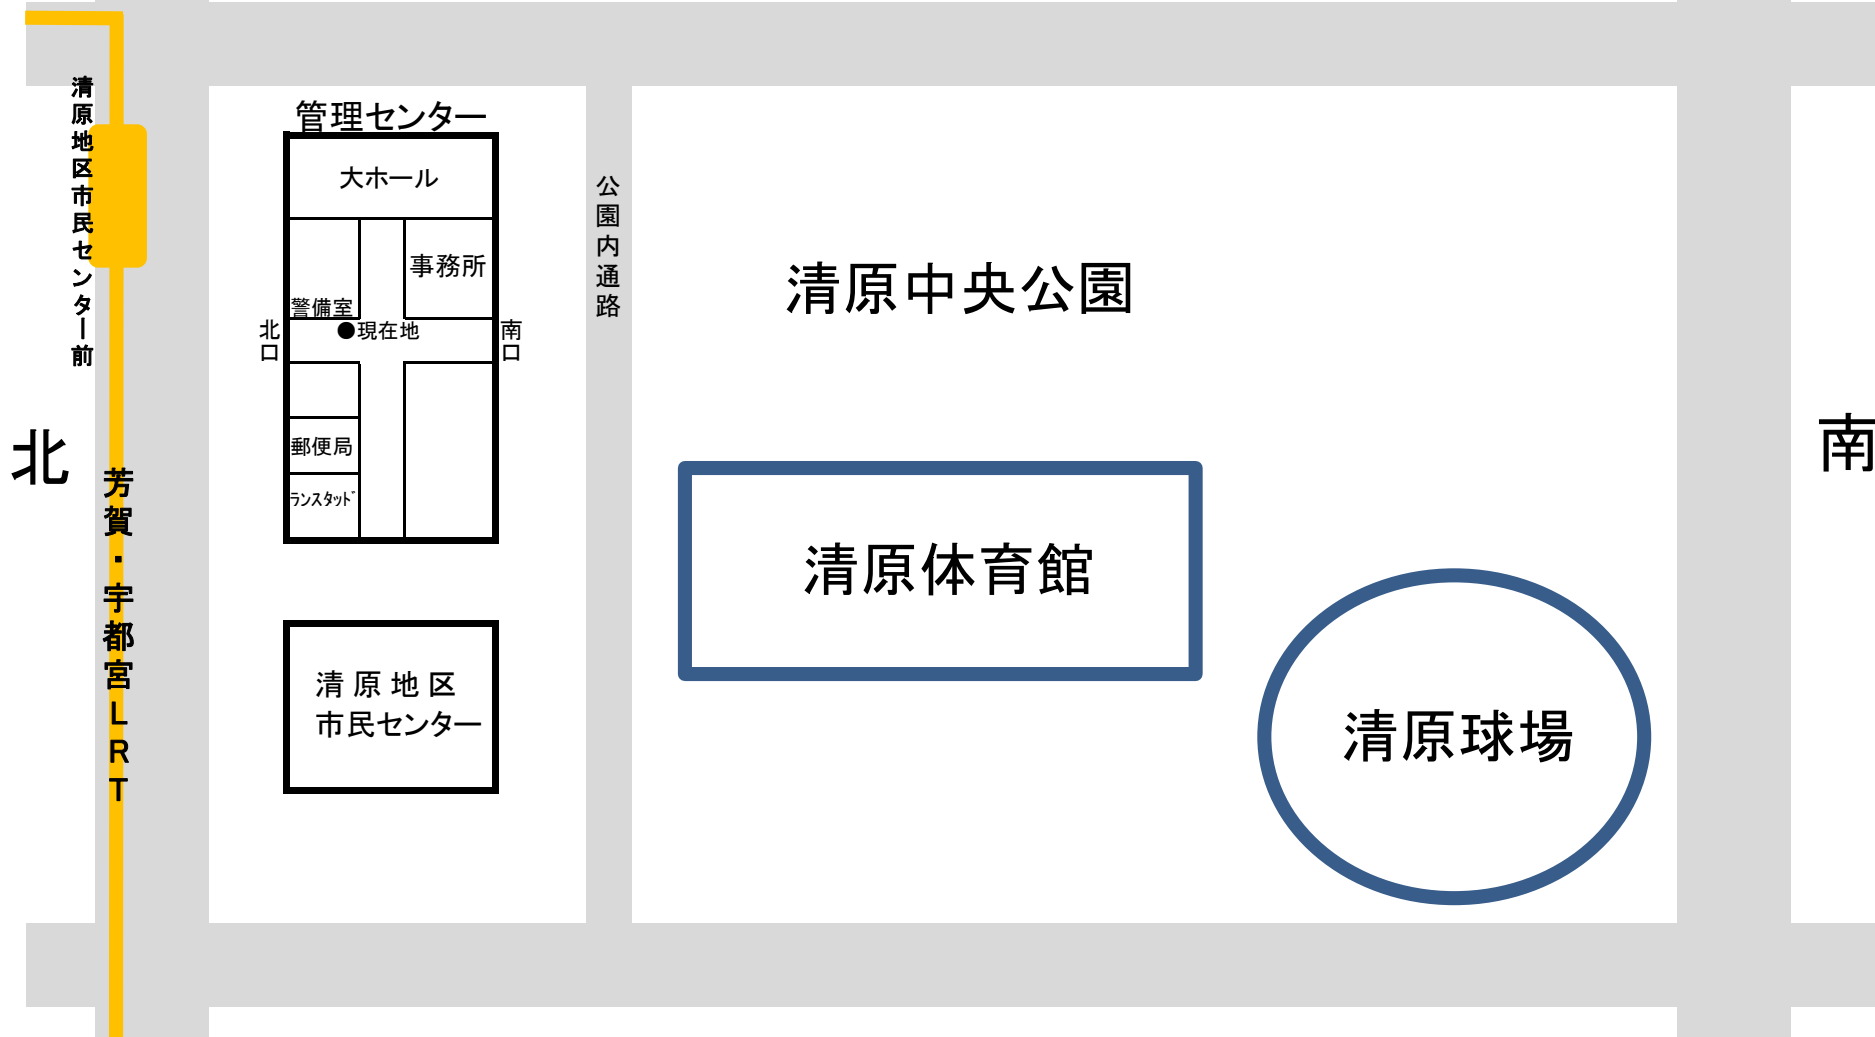 清原地区市民センター前
管理センター
大ホール
事務所
警備室
●現在地
北口
南口
郵便局
ﾗﾝｽﾀｯﾄﾞ
公園内通路
清原中央公園
北
南
芳賀・宇都宮LRT
清原体育館
清原地区
市民センター
清原球場